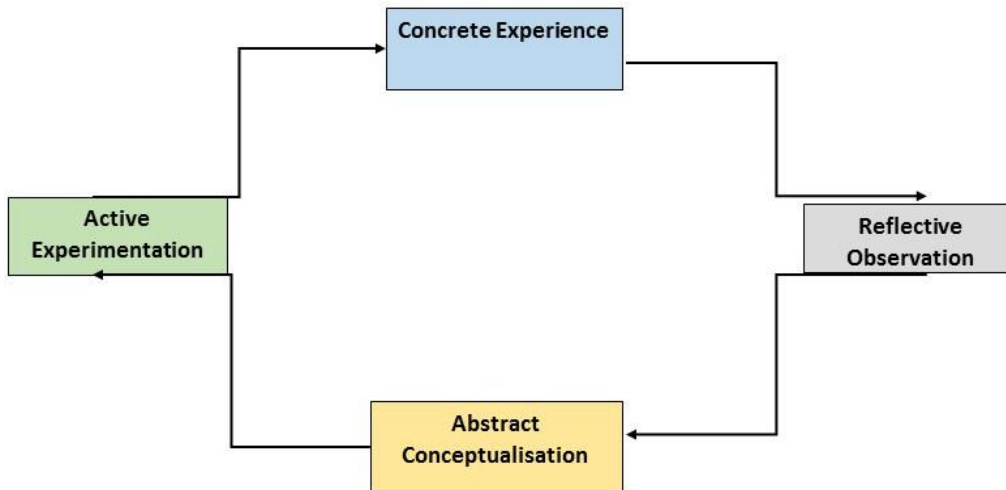 Concrete Experience
Active
Experimentation
Reflective
Observation
Abstract
Conceptualisation